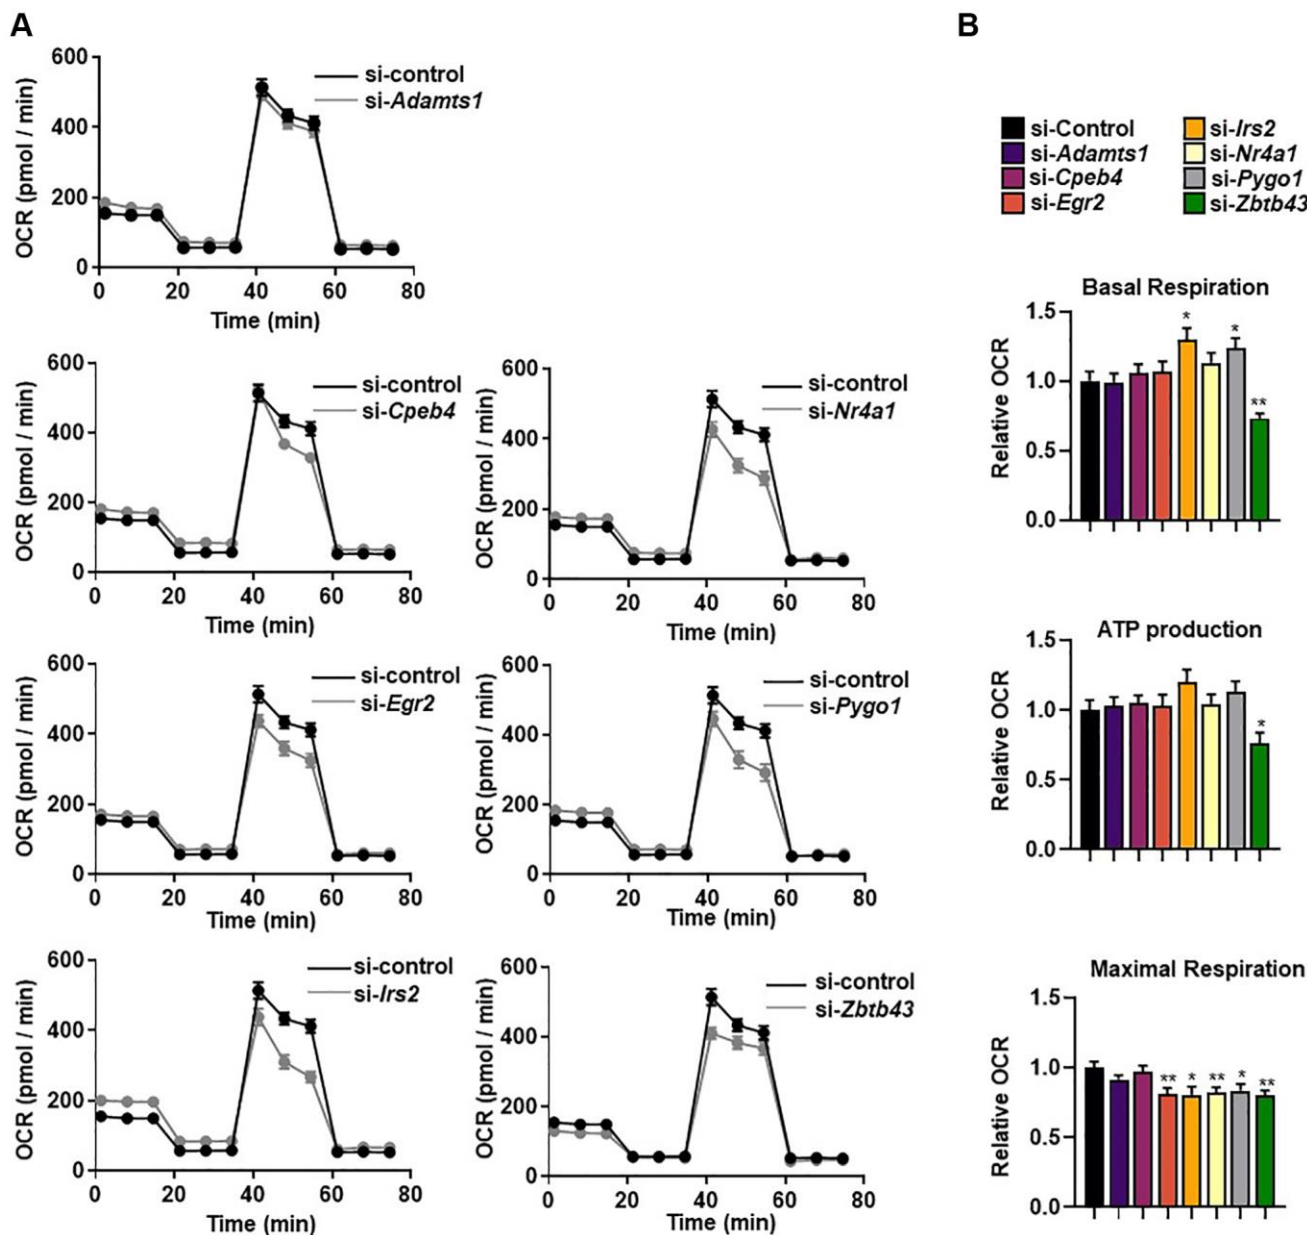 A
600
400
200
0
OCR (pmol / min)
si-control
si-Adamts1
0 20 40 60 80
Time (min)
600
400
200
0
OCR (pmol / min)
si-control
si-Cpeb4
0 20 40 60 80
Time (min)
600
400
200
0
OCR (pmol / min)
si-control
si-Nr4a1
0 20 40 60 80
Time (min)
600
400
200
0
OCR (pmol / min)
si-control
si-Egr2
0 20 40 60 80
Time (min)
600
400
200
0
OCR (pmol / min)
si-control
si-Pygo1
0 20 40 60 80
Time (min)
600
400
200
0
OCR (pmol / min)
si-control
si-Irs2
0 20 40 60 80
Time (min)
600
400
200
0
OCR (pmol / min)
si-control
si-Zbtb43
0 20 40 60 80
Time (min)
B
si-Control
si-Adamts1
si-Cpeb4
si-Egr2
si-Irs2
si-Nr4a1
si-Pygo1
si-Zbtb43
Basal Respiration
1.5
1.0
0.5
0.0
Relative OCR
* * **
ATP production
1.5
1.0
0.5
0.0
Relative OCR
*
Maximal Respiration
1.5
1.0
0.5
0.0
Relative OCR
** * ** * **